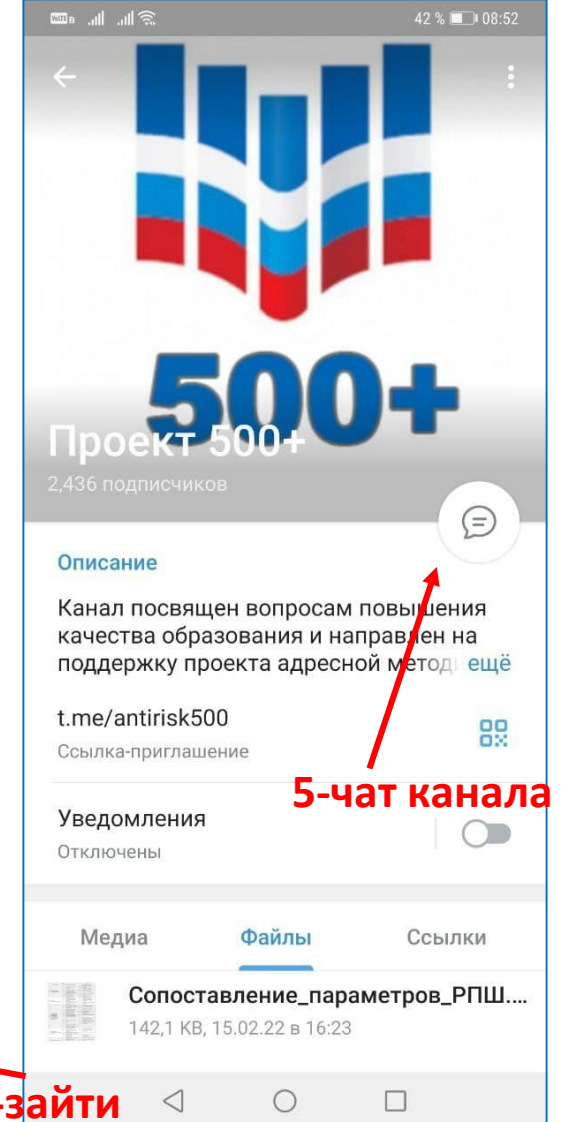 42 % 08:52
500+
Проект 500+
2,436 подписчиков
Описание
Канал посвящен вопросам повышения
качества образования и направлен на
поддержку проекта адресной метод ещё
t.me/antirisk500
Ссылка-приглашение
5-чат канала
Уведомления
Отключены
Медиа Файлы Ссылки
Сопоставление_параметров_РПШ....
142,1 KB, 15.02.22 в 16:23
-зайти